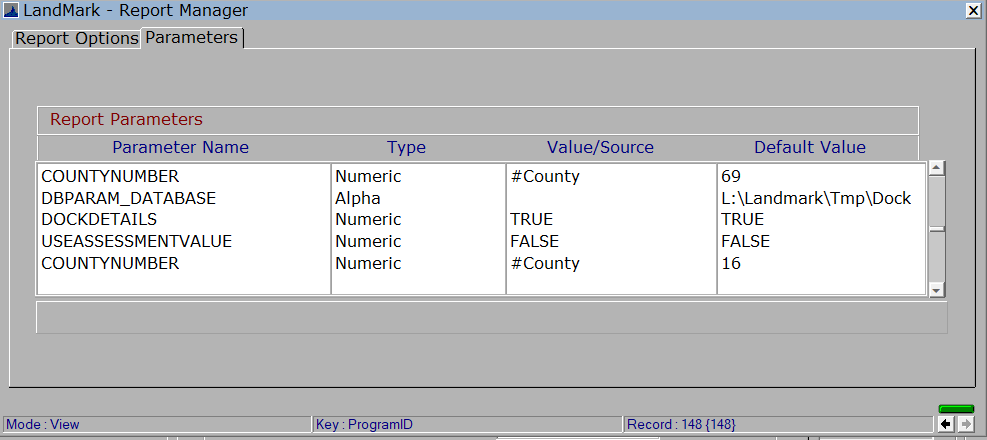 LandMark - Report Manager
Report Options Parameters
Report Parameters
Parameter Name Type Value/Source Default Value
COUNTYNUMBER Numeric #County 69
DBPARAM_DATABASE Alpha L:\Landmark\Tmp\Dock
DOCKDETAILS Numeric TRUE TRUE
USEASSESSMENTVALUE Numeric FALSE FALSE
COUNTYNUMBER Numeric #County 16
Mode : View Key : ProgramID Record : 148 {148}